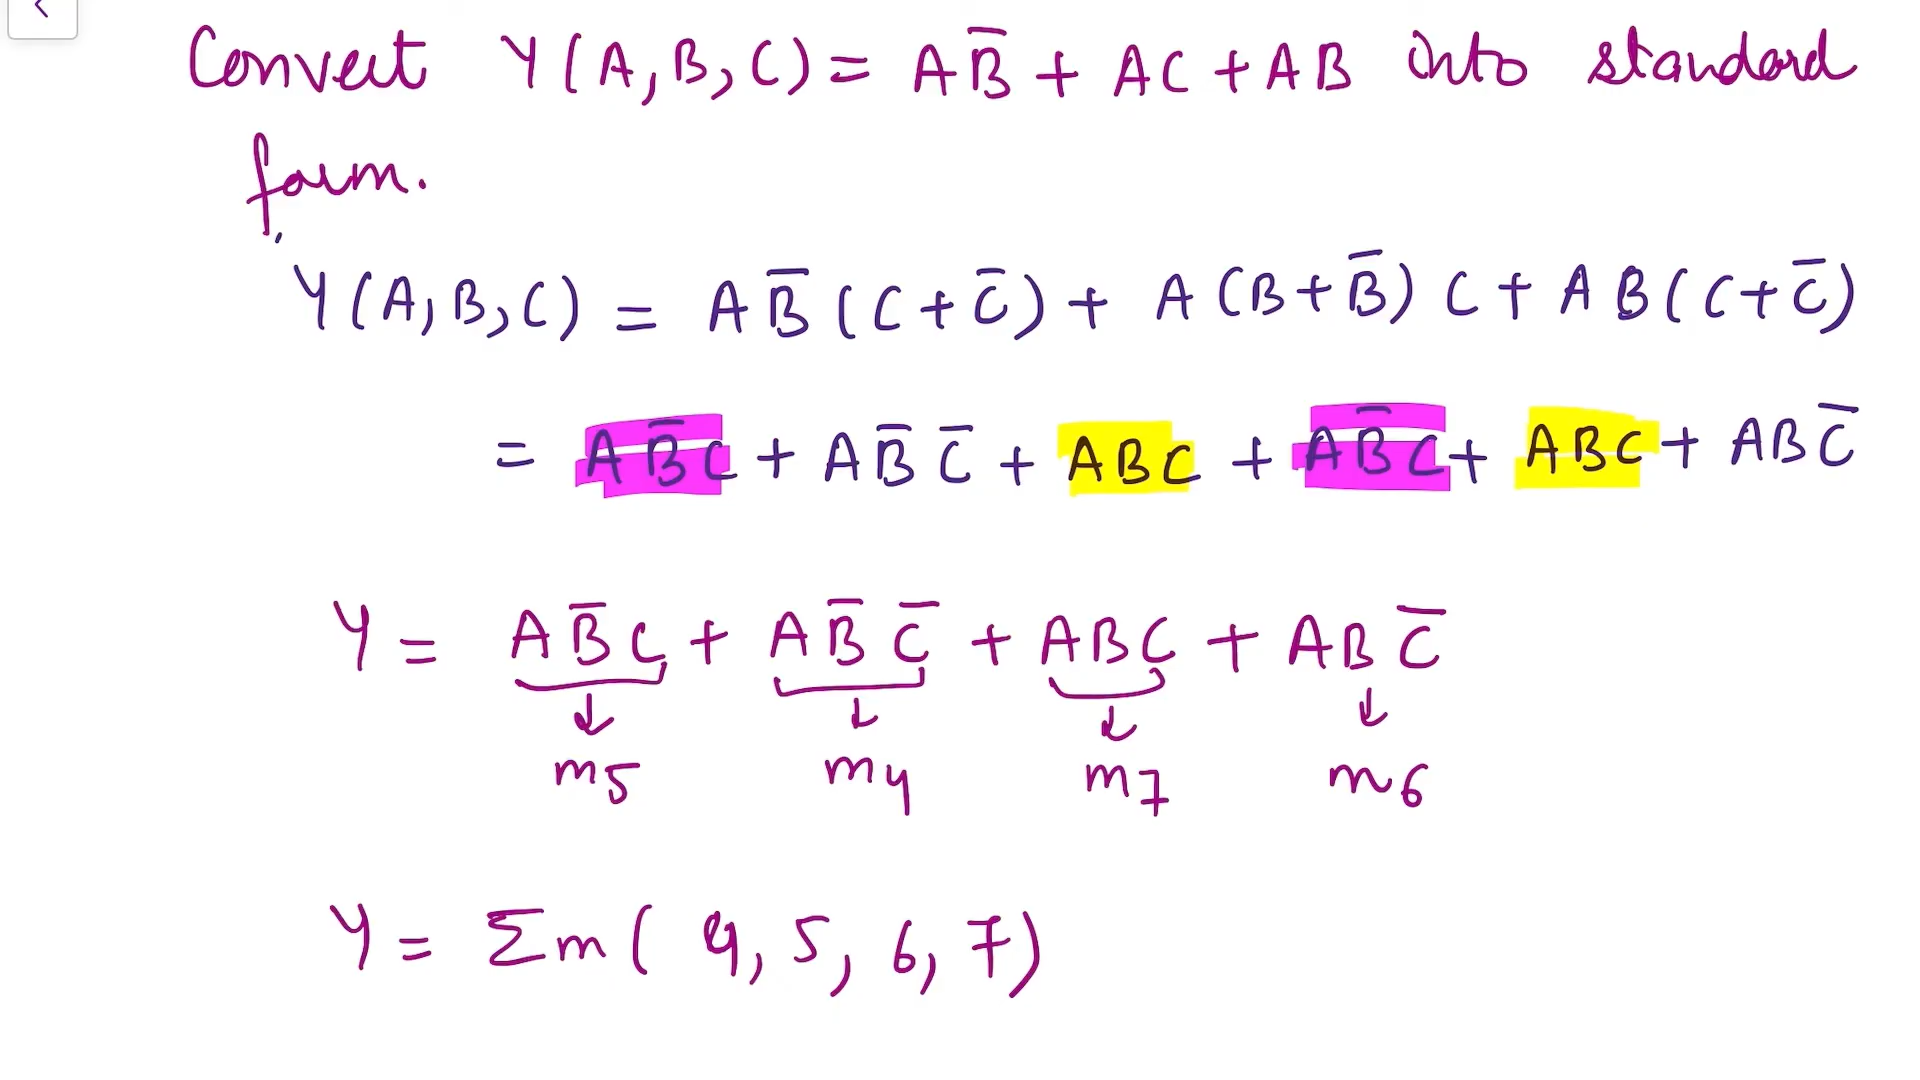 Convert Y(A,B,C) = AB̅ + AC + AB into standard
form.
Y(A,B,C) = AB̅(C+C̅) + A(B+B̅)C + AB(C+C̅)
= AB̅C + AB̅C̅ + ABC + AB̅C + ABC + ABC̅
Y = AB̅C + AB̅C̅ + ABC + ABC̅
m5 m4 m7 m6
Y = Σm(4,5,6,7)